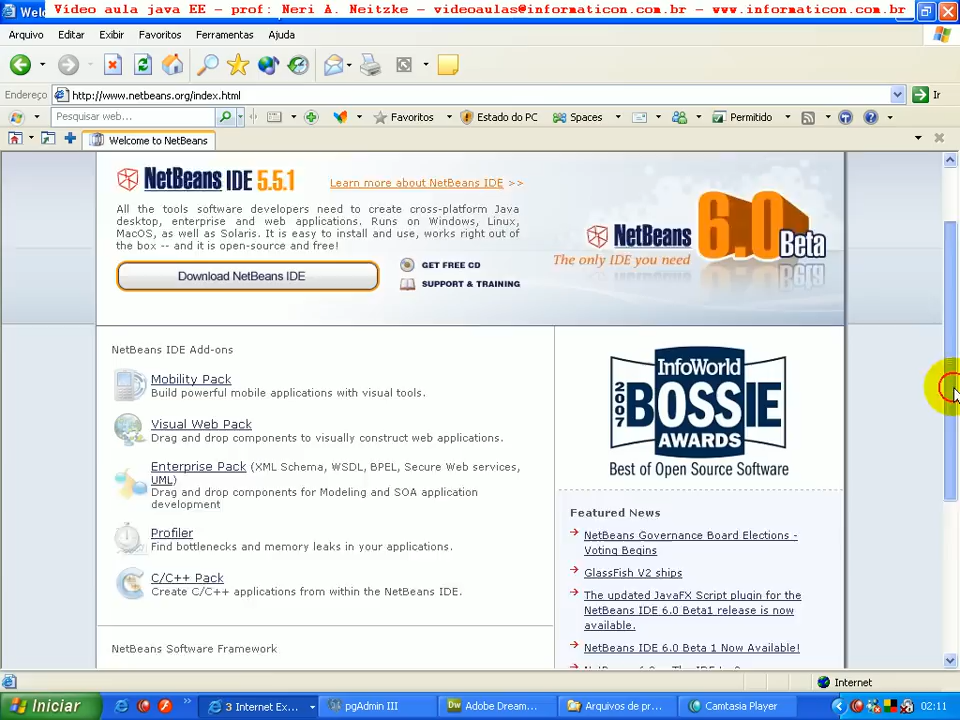 Video aula java EE - prof: Neri A. Neitzke - videoaulas@informaticon.com.br - www.informaticon.com.br
Arquivo Editar Exibir Favoritos Ferramentas Ajuda
Endereço http://www.netbeans.org/index.html Ir
Pesquisar web... Favorites Estado do PC Spaces Permitido
Welcome to NetBeans
NetBeans IDE 5.5.1 Learn more about NetBeans IDE >>
All the tools software developers need to create cross-platform Java
desktop, enterprise and web applications. Runs on Windows, Linux,
MacOS, as well as Solaris. It is easy to install and use, works right out of
the box -- and it is open-source and free!
Download NetBeans IDE
GET FREE CD
SUPPORT & TRAINING
NetBeans 6.0 Beta
The only IDE you need
NetBeans IDE Add-ons
Mobility Pack
Build powerful mobile applications with visual tools.
Visual Web Pack
Drag and drop components to visually construct web applications.
Enterprise Pack (XML Schema, WSDL, BPEL, Secure Web services,
UML)
Drag and drop components for Modeling and SOA application
development
Profiler
Find bottlenecks and memory leaks in your applications.
C/C++ Pack
Create C/C++ applications from within the NetBeans IDE.
NetBeans Software Framework
InfoWorld
2007 BOSSIE
AWARDS
Best of Open Source Software
Featured News
NetBeans Governance Board Elections -
Voting Begins
GlassFish V2 ships
The updated JavaFX Script plugin for the
NetBeans IDE 6.0 Beta1 release is now
available.
NetBeans IDE 6.0 Beta 1 Now Available!
Internet
Iniciar 3 Internet Ex... pgAdmin III Adobe Dream... Arquivos de pr... Camtasia Player 02:11